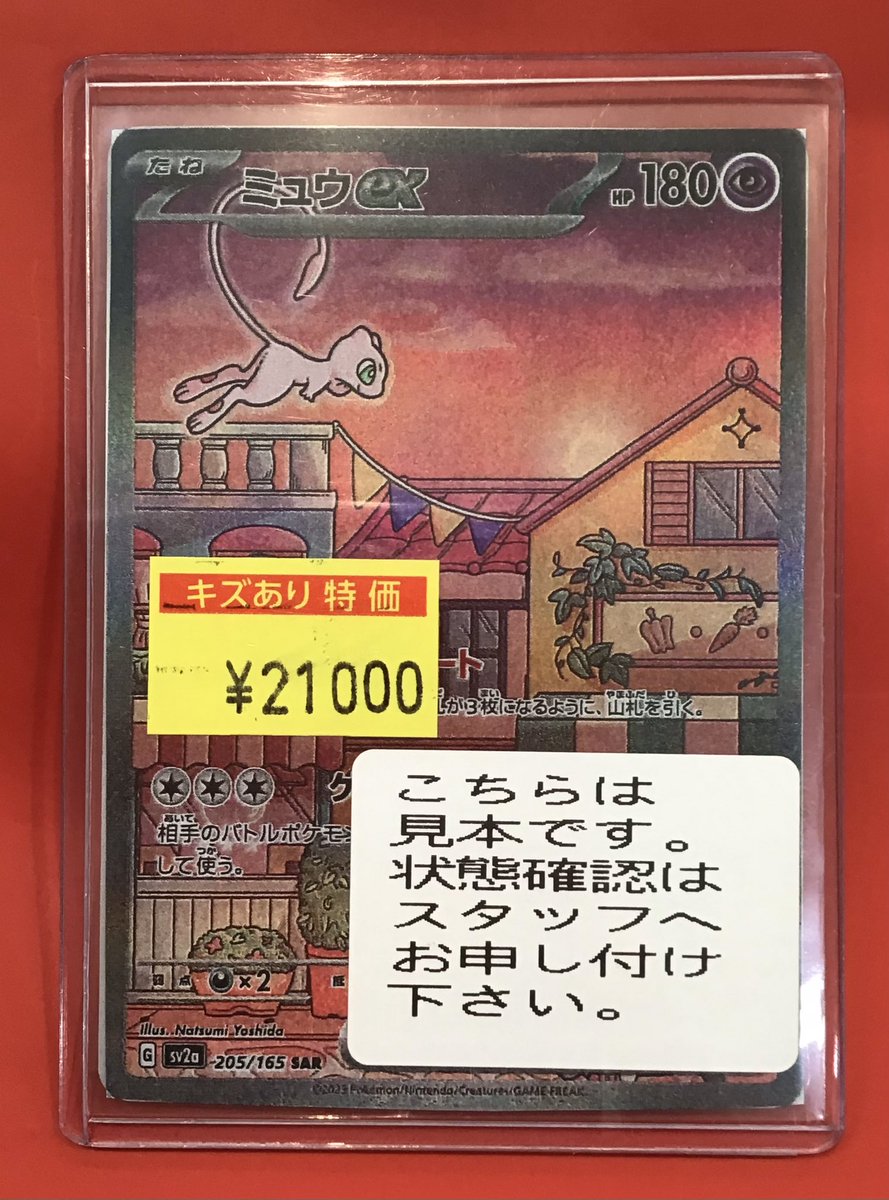 たね
ミュウex
HP 180
キズあり特価
¥21000
ート
札が3枚になるように、山札を引く。
相手のバトルポケモン
して使う。
こちらは
見本です。
状態確認は
スタッフへ
お申し付け
下さい。
弱点 ×2
Illus. Natsumi Yoshida
G sv2a 205/165 SAR
©2023 Pokémon/Nintendo/Creatures/GAME FREAK.